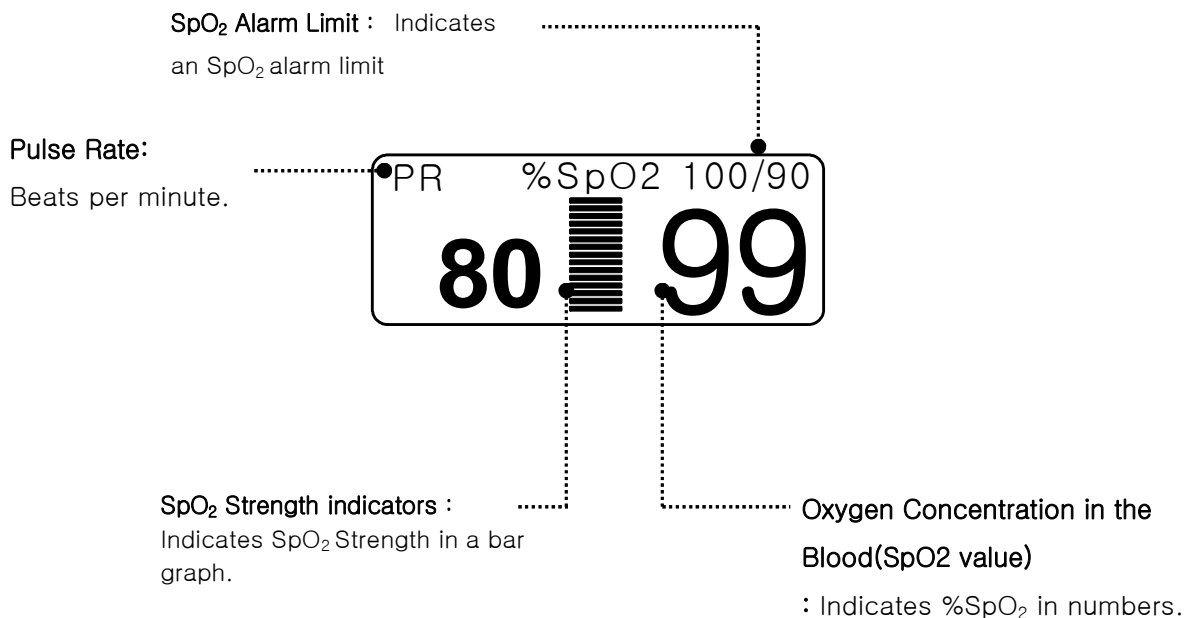 SpO₂ Alarm Limit : Indicates
an SpO₂ alarm limit
Pulse Rate:
Beats per minute.
PR %SpO2 100/90
80 99
SpO₂ Strength indicators :
Indicates SpO₂ Strength in a bar
graph.
Oxygen Concentration in the
Blood(SpO2 value)
: Indicates %SpO₂ in numbers.